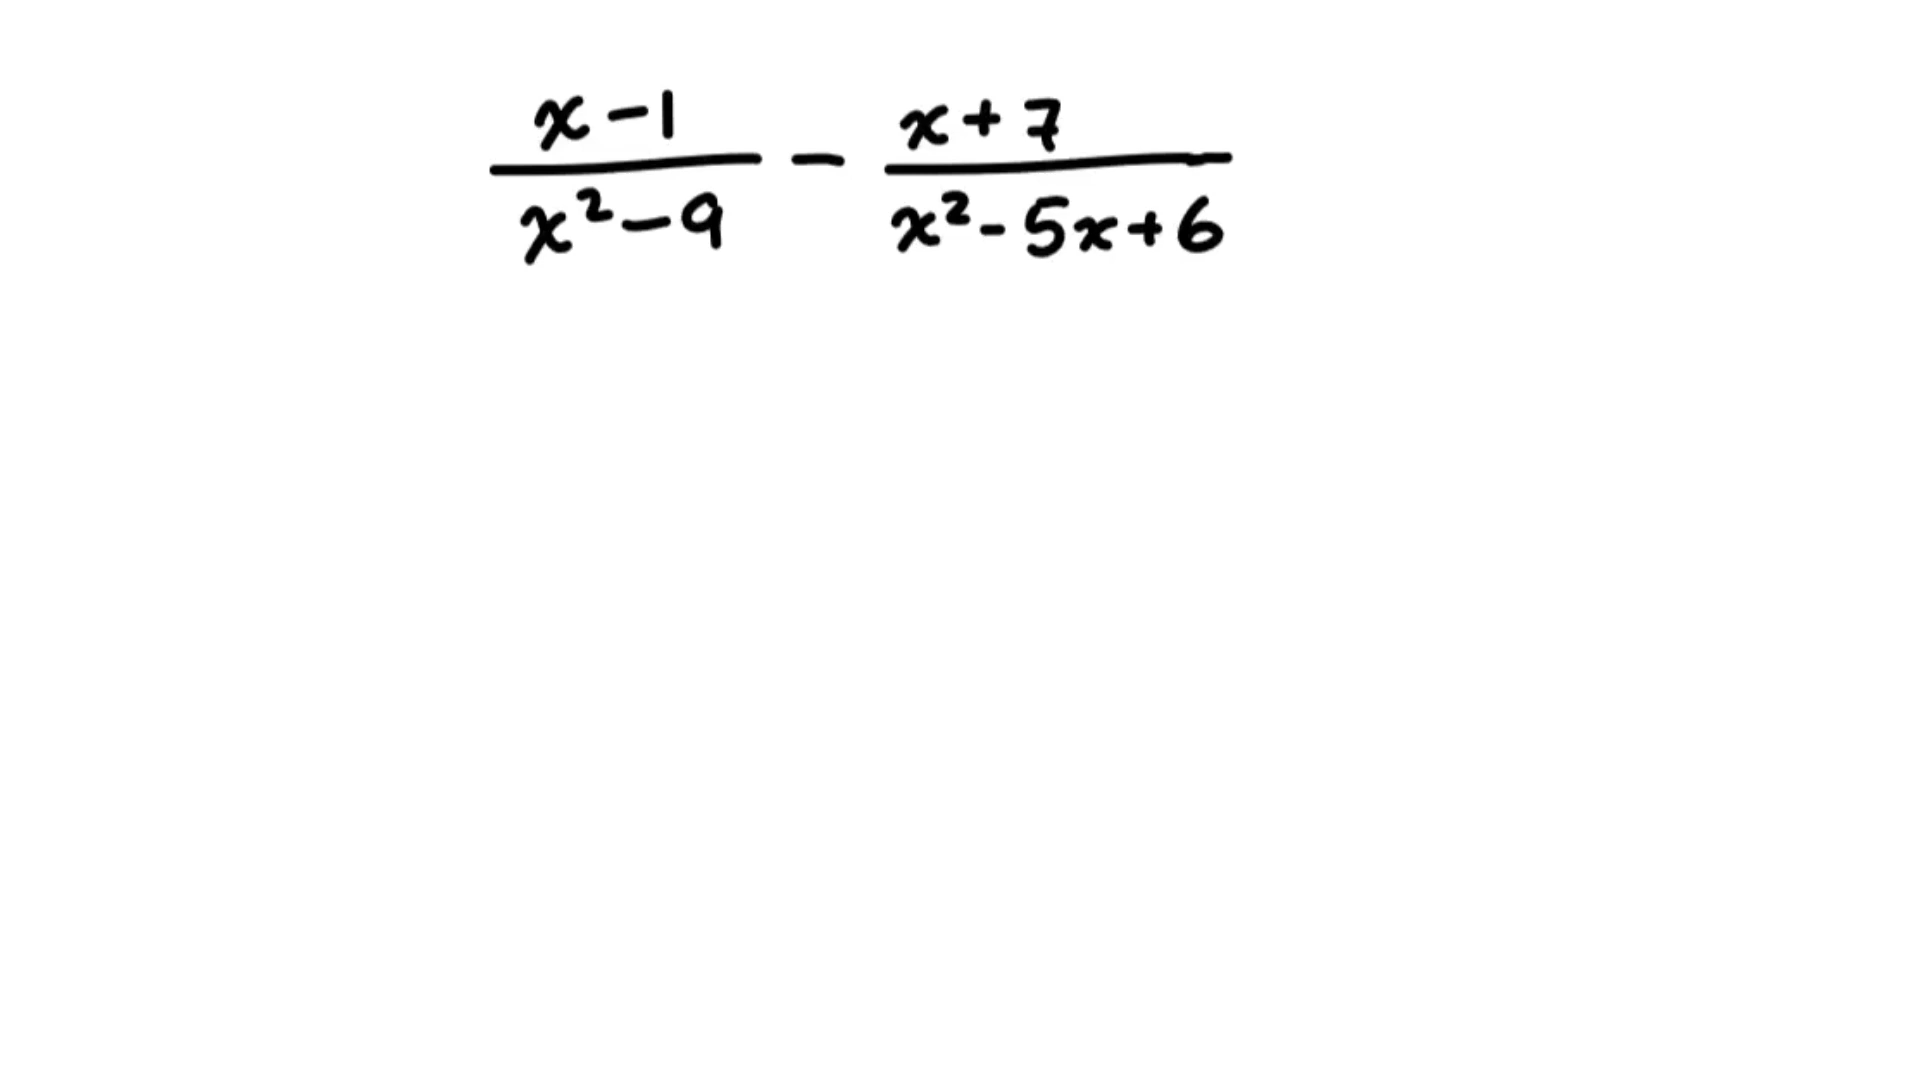 x - 1 / x² - 9 - x + 7 / x² - 5x + 6